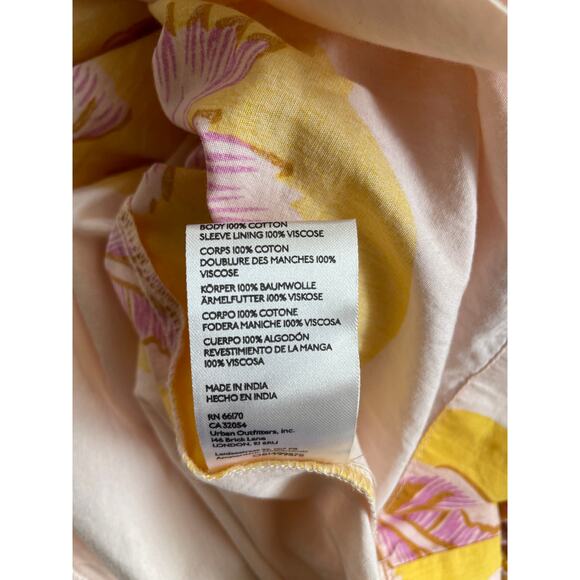 BODY 100% COTTON
SLEEVE LINING 100% VISCOSE
CORPS 100% COTON
DOUBLURE DES MANCHES 100%
VISCOSE
KÖRPER 100% BAUMWOLLE
ÄRMELFUTTER 100% VISKOSE
CORPO 100% COTONE
FODERA MANICHE 100% VISCOSA
CUERPO 100% ALGODÓN
REVESTIMIENTO DE LA MANGA
100% VISCOSA
MADE IN INDIA
HECHO EN INDIA
RN 66170
CA 32054
Urban Outfitters, Inc.
146 Brick Lane
LONDON, E1 6RU